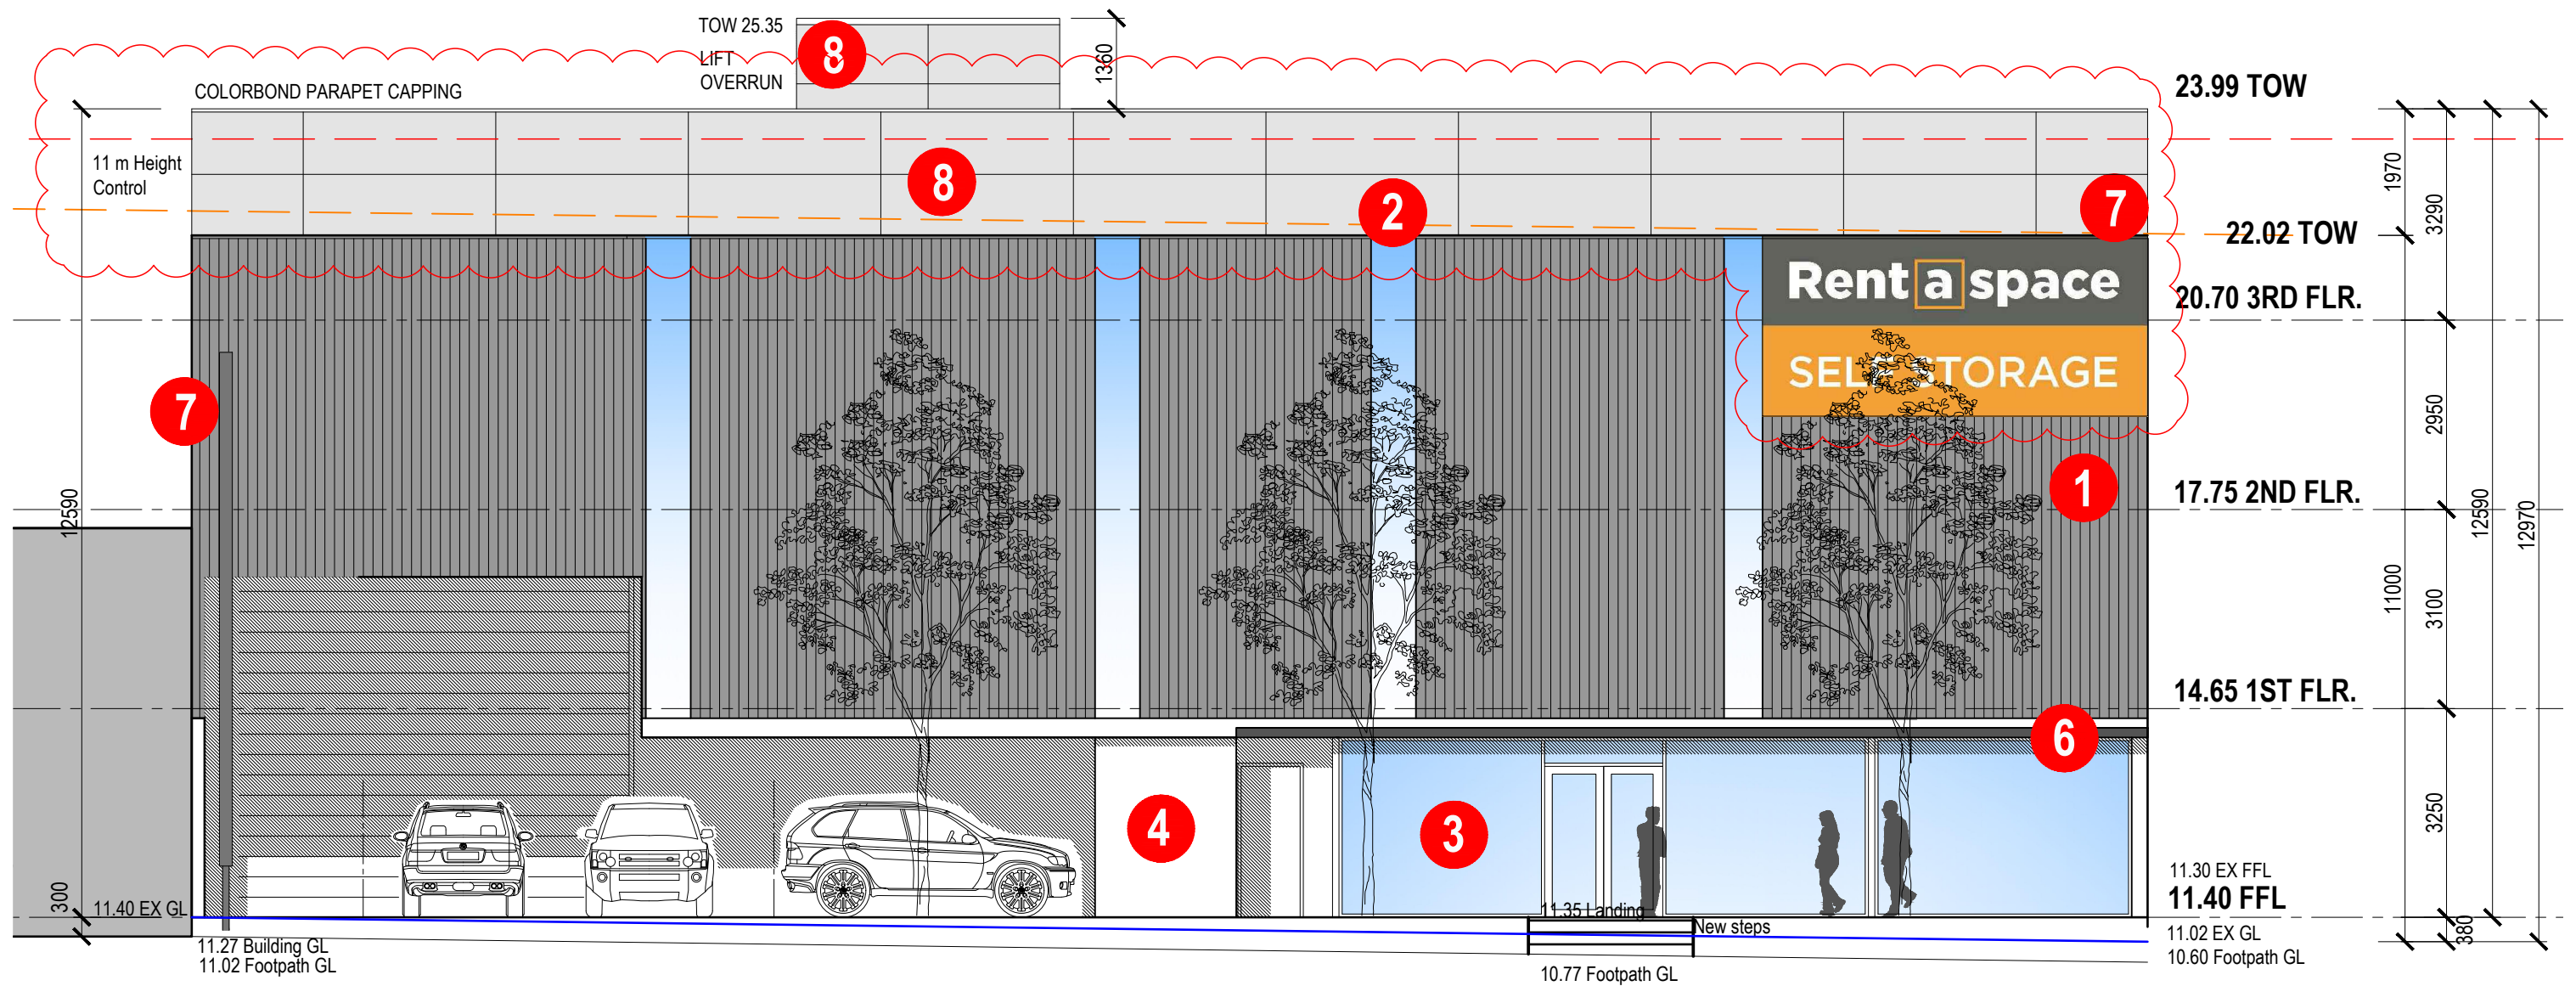 TOW 25.35
LIFT
OVERRUN
8
1360
COLORBOND PARAPET CAPPING
23.99 TOW
11 m Height
Control
8
2
7
1970
3290
22.02 TOW
Rent a space
20.70 3RD FLR.
SELF STORAGE
7
1
2950
17.75 2ND FLR.
12590
12590
12970
11000
3100
14.65 1ST FLR.
6
4
3
3250
11.30 EX FFL
11.40 FFL
300
11.40 EX GL
11.35 Landing
New steps
380
11.02 EX GL
10.60 Footpath GL
11.27 Building GL
11.02 Footpath GL
10.77 Footpath GL